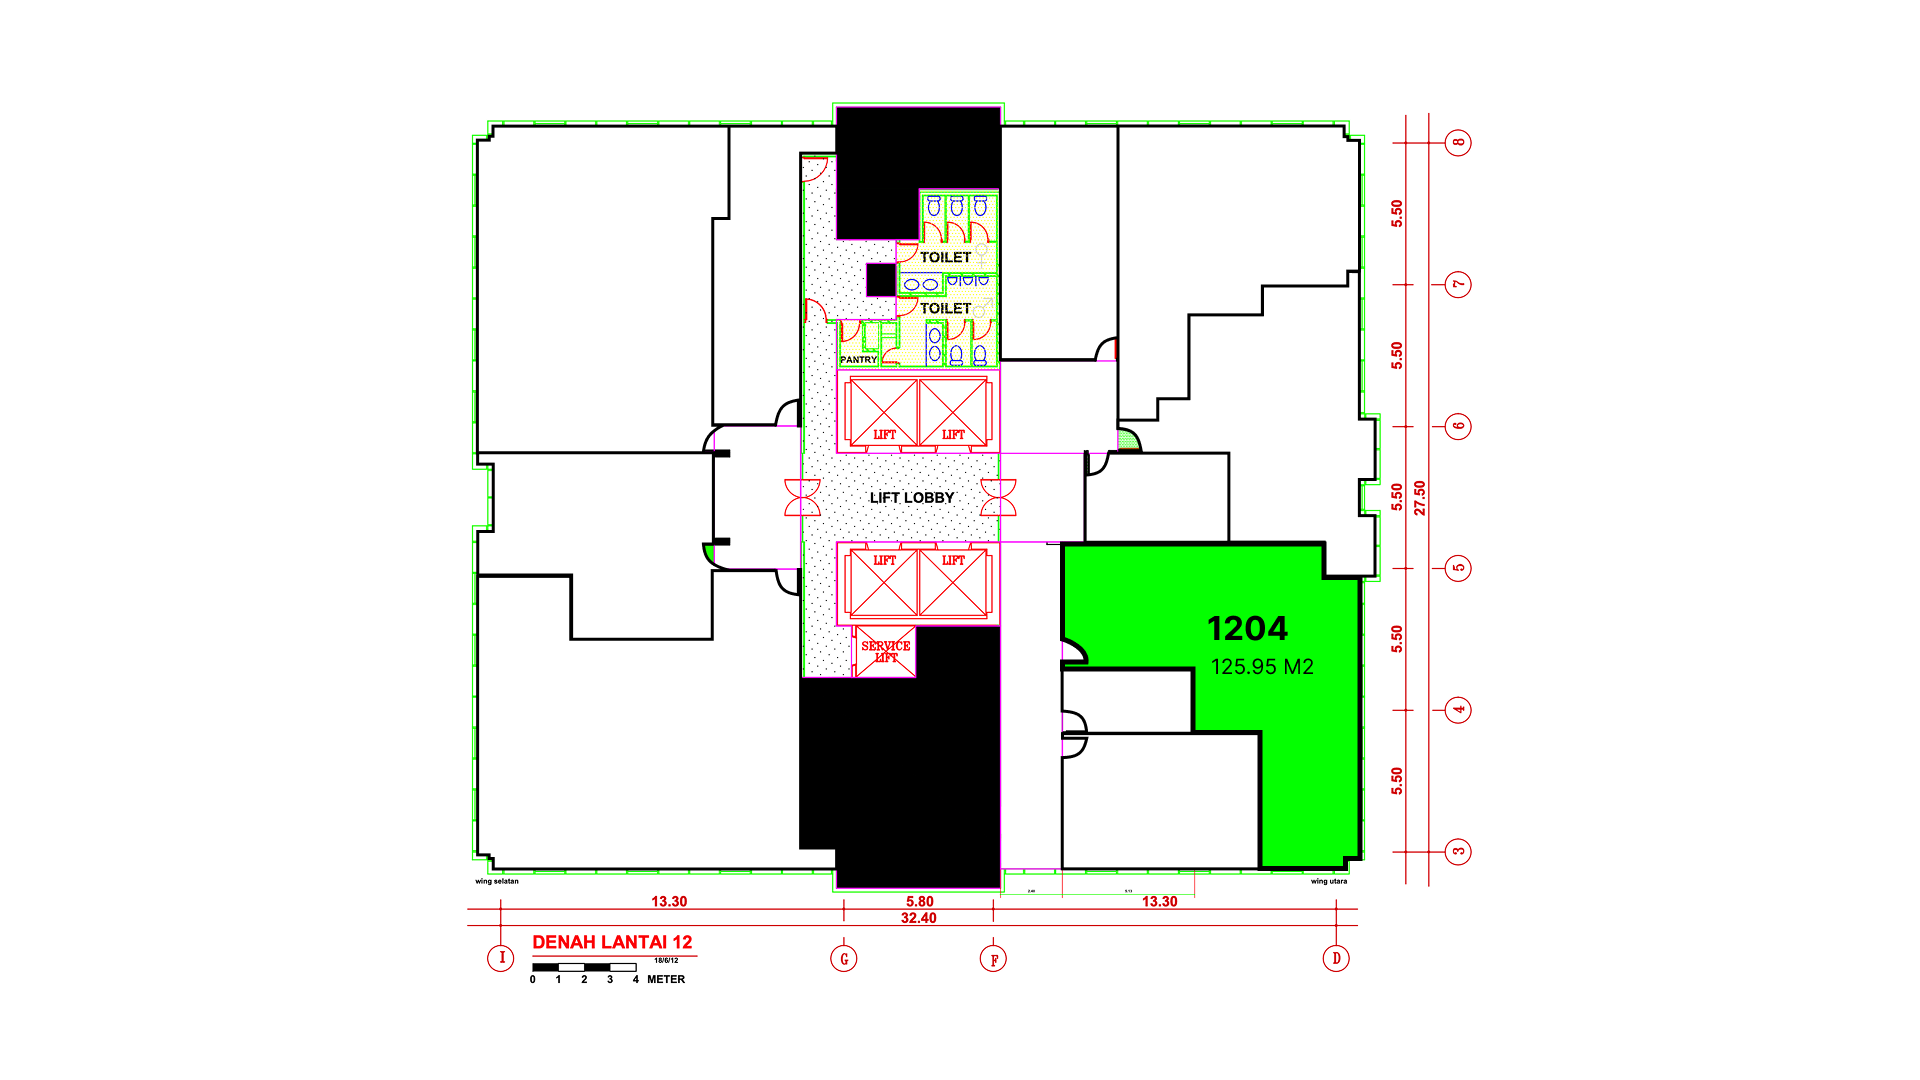 8
5.50
TOILET
7
TOILET
5.50
PANTRY
6
LIFT LIFT
LIFT LOBBY
5.50
27.50
LIFT LIFT
5
1204
5.50
SERVICE
LIFT
125.95 M2
4
5.50
3
wing selatan
wing utara
2.40
5.13
13.30 5.80 13.30
32.40
DENAH LANTAI 12
18/6/12
I G F D
0 1 2 3 4 METER